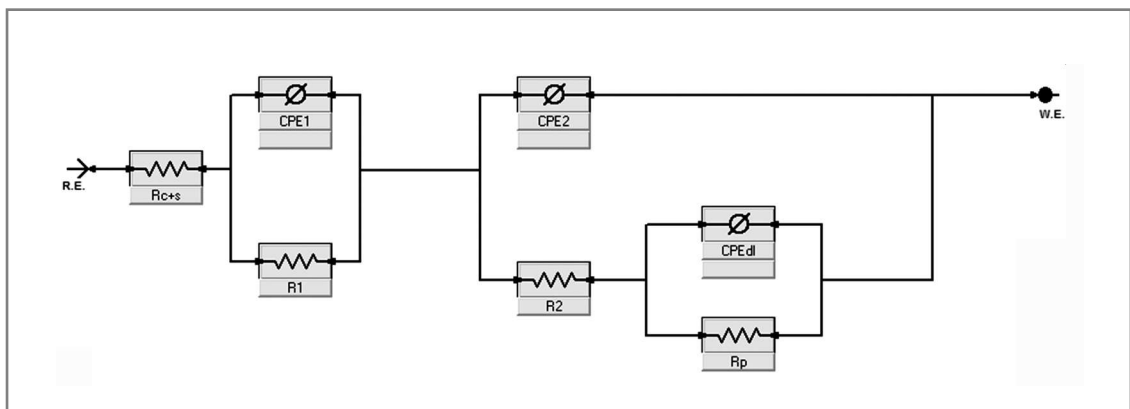 CPE1
CPE2
W.E.
R.E.
Rc+s
CPEdl
R1
R2
Rp